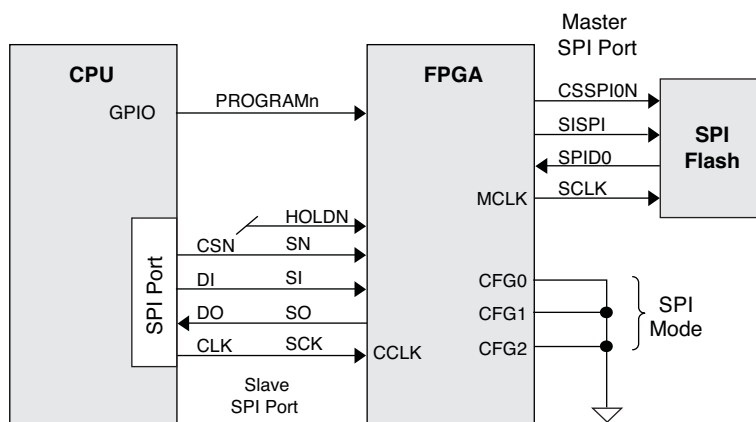 Master
SPI Port
CPU
FPGA
GPIO
PROGRAMn
CSSPI0N
SISPI
SPID0
SCLK
MCLK
SPI
Flash
SPI Port
HOLDN
CSN
SN
DI
SI
DO
SO
CLK
SCK
CCLK
Slave
SPI Port
CFG0
CFG1
CFG2
SPI
Mode